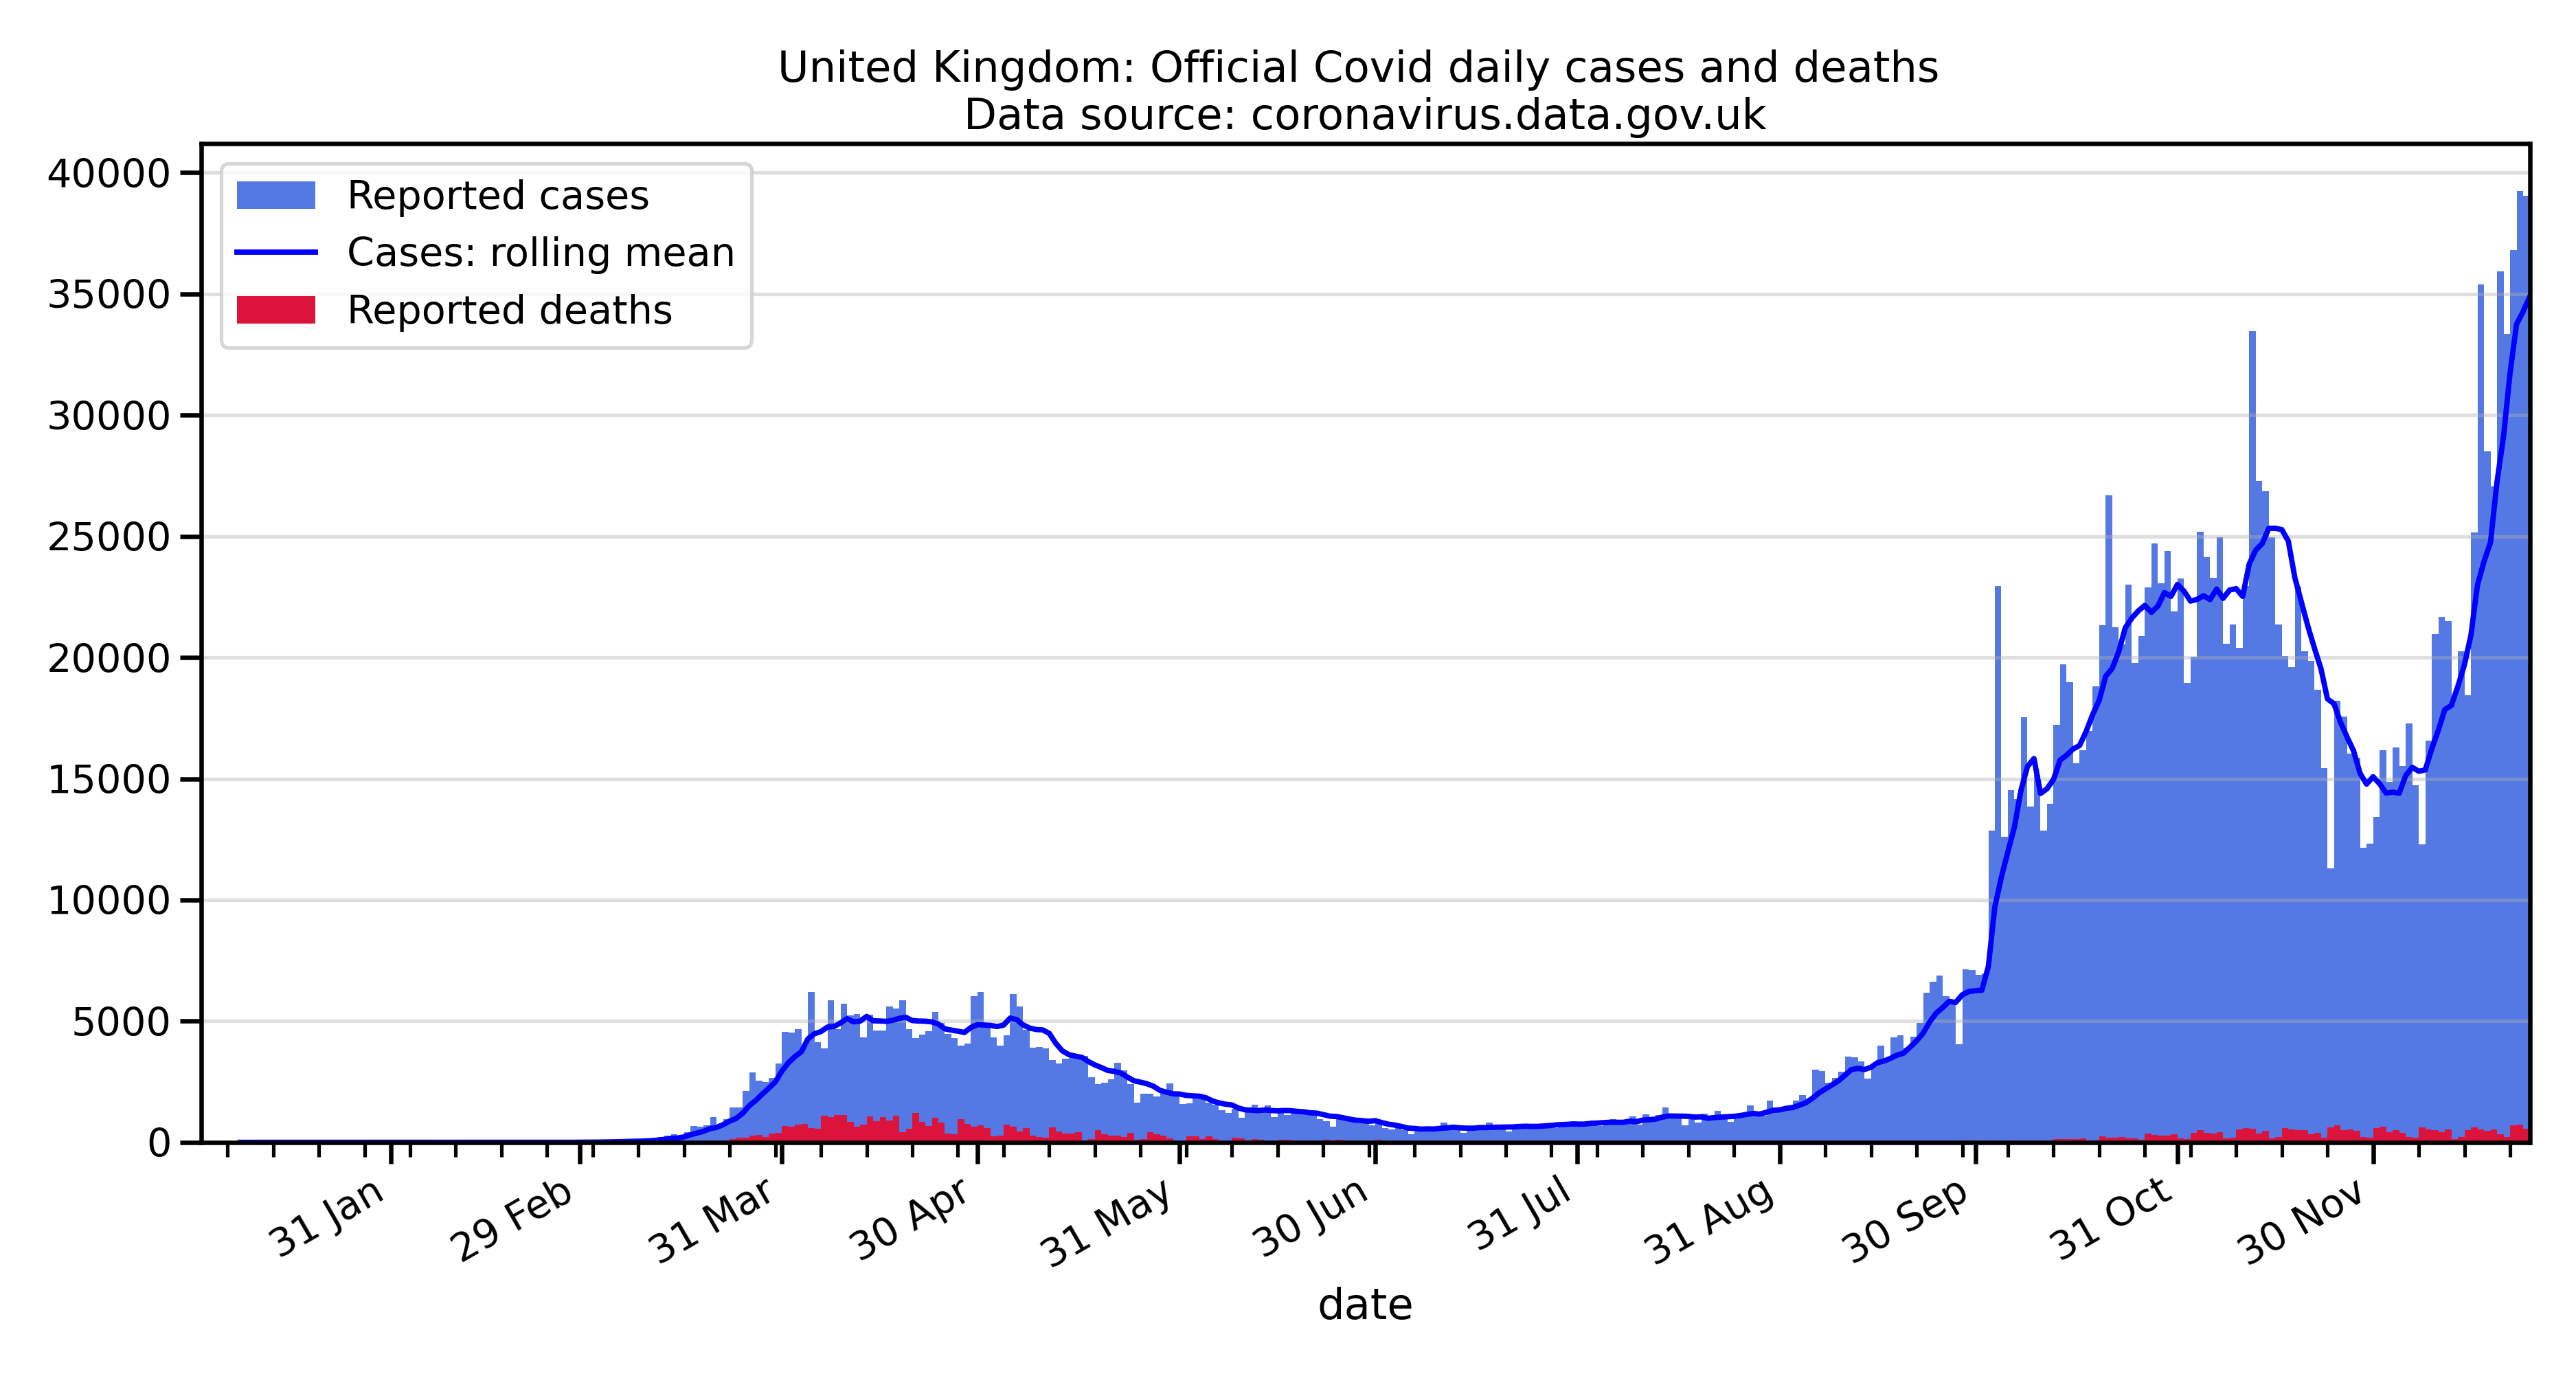 United Kingdom: Official Covid daily cases and deaths
Data source: coronavirus.data.gov.uk
40000
35000
30000
25000
20000
15000
10000
5000
0
Reported cases
Cases: rolling mean
Reported deaths
31 Jan
29 Feb
31 Mar
30 Apr
31 May
30 Jun
31 Jul
31 Aug
30 Sep
31 Oct
30 Nov
date